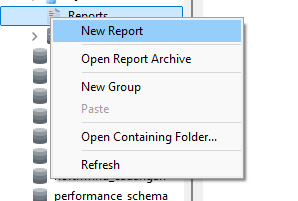 Reports
New Report
Open Report Archive
New Group
Paste
Open Containing Folder...
Refresh
performance_schema